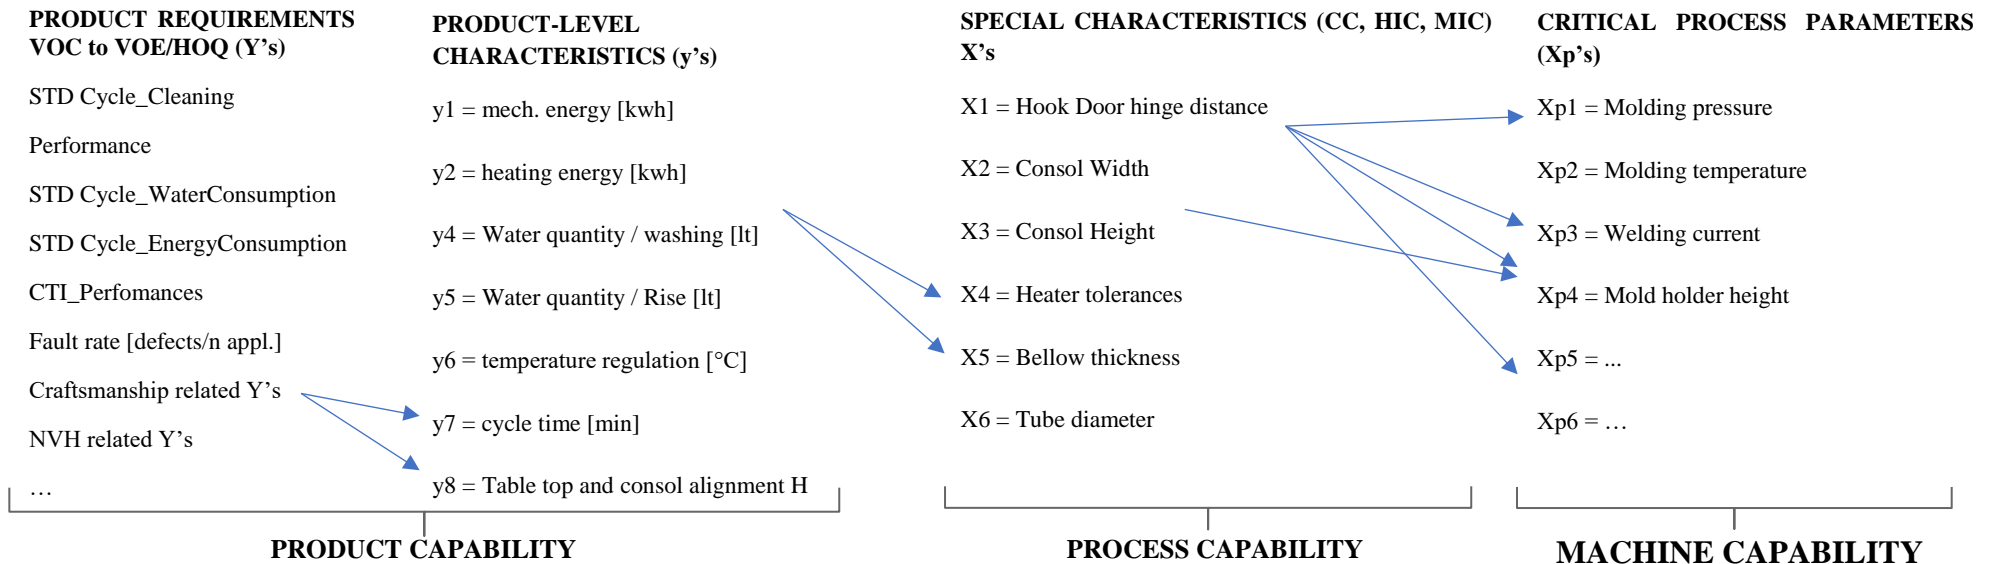 PRODUCT REQUIREMENTS
VOC to VOE/HOQ (Y’s)
STD Cycle_Cleaning
Performance
STD Cycle_WaterConsumption
STD Cycle_EnergyConsumption
CTI_Perfomances
Fault rate [defects/n appl.]
Craftsmanship related Y’s
NVH related Y’s
…
PRODUCT-LEVEL
CHARACTERISTICS (y’s)
y1 = mech. energy [kwh]
y2 = heating energy [kwh]
y4 = Water quantity / washing [lt]
y5 = Water quantity / Rise [lt]
y6 = temperature regulation [°C]
y7 = cycle time [min]
y8 = Table top and consol alignment H
PRODUCT CAPABILITY
SPECIAL CHARACTERISTICS (CC, HIC, MIC)
X’s
X1 = Hook Door hinge distance
X2 = Consol Width
X3 = Consol Height
X4 = Heater tolerances
X5 = Bellow thickness
X6 = Tube diameter
PROCESS CAPABILITY
CRITICAL PROCESS PARAMETERS
(Xp’s)
Xp1 = Molding pressure
Xp2 = Molding temperature
Xp3 = Welding current
Xp4 = Mold holder height
Xp5 = ...
Xp6 = …
MACHINE CAPABILITY